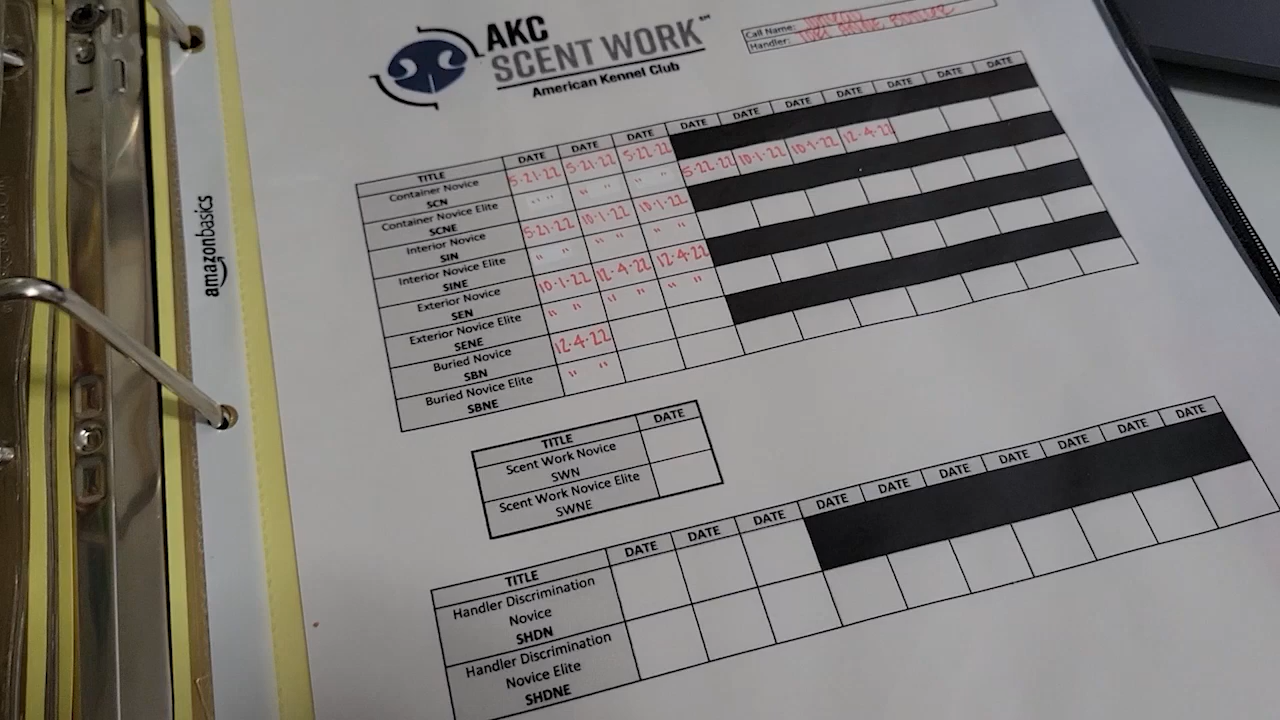 AKC
SCENT WORK℠
American Kennel Club
Call Name:
Handler:
amazonbasics
TITLE DATE DATE DATE DATE DATE DATE DATE DATE DATE DATE
Container Novice SCN 5-21-22 5-21-22 5-22-22
Container Novice Elite SCNE " " " " " " 5-22-22 10-1-22 10-1-22 12-4-22
Interior Novice SIN 5-21-22 10-1-22 10-1-22
Interior Novice Elite SINE " " " " " "
Exterior Novice SEN 10-1-22 12-4-22 12-4-22
Exterior Novice Elite SENE " " " " " "
Buried Novice SBN 12-4-22
Buried Novice Elite SBNE " "
TITLE DATE
Scent Work Novice
SWN
Scent Work Novice Elite
SWNE
TITLE DATE DATE DATE DATE DATE DATE DATE DATE DATE DATE
Handler Discrimination
Novice
SHDN
Handler Discrimination
Novice Elite
SHDNE